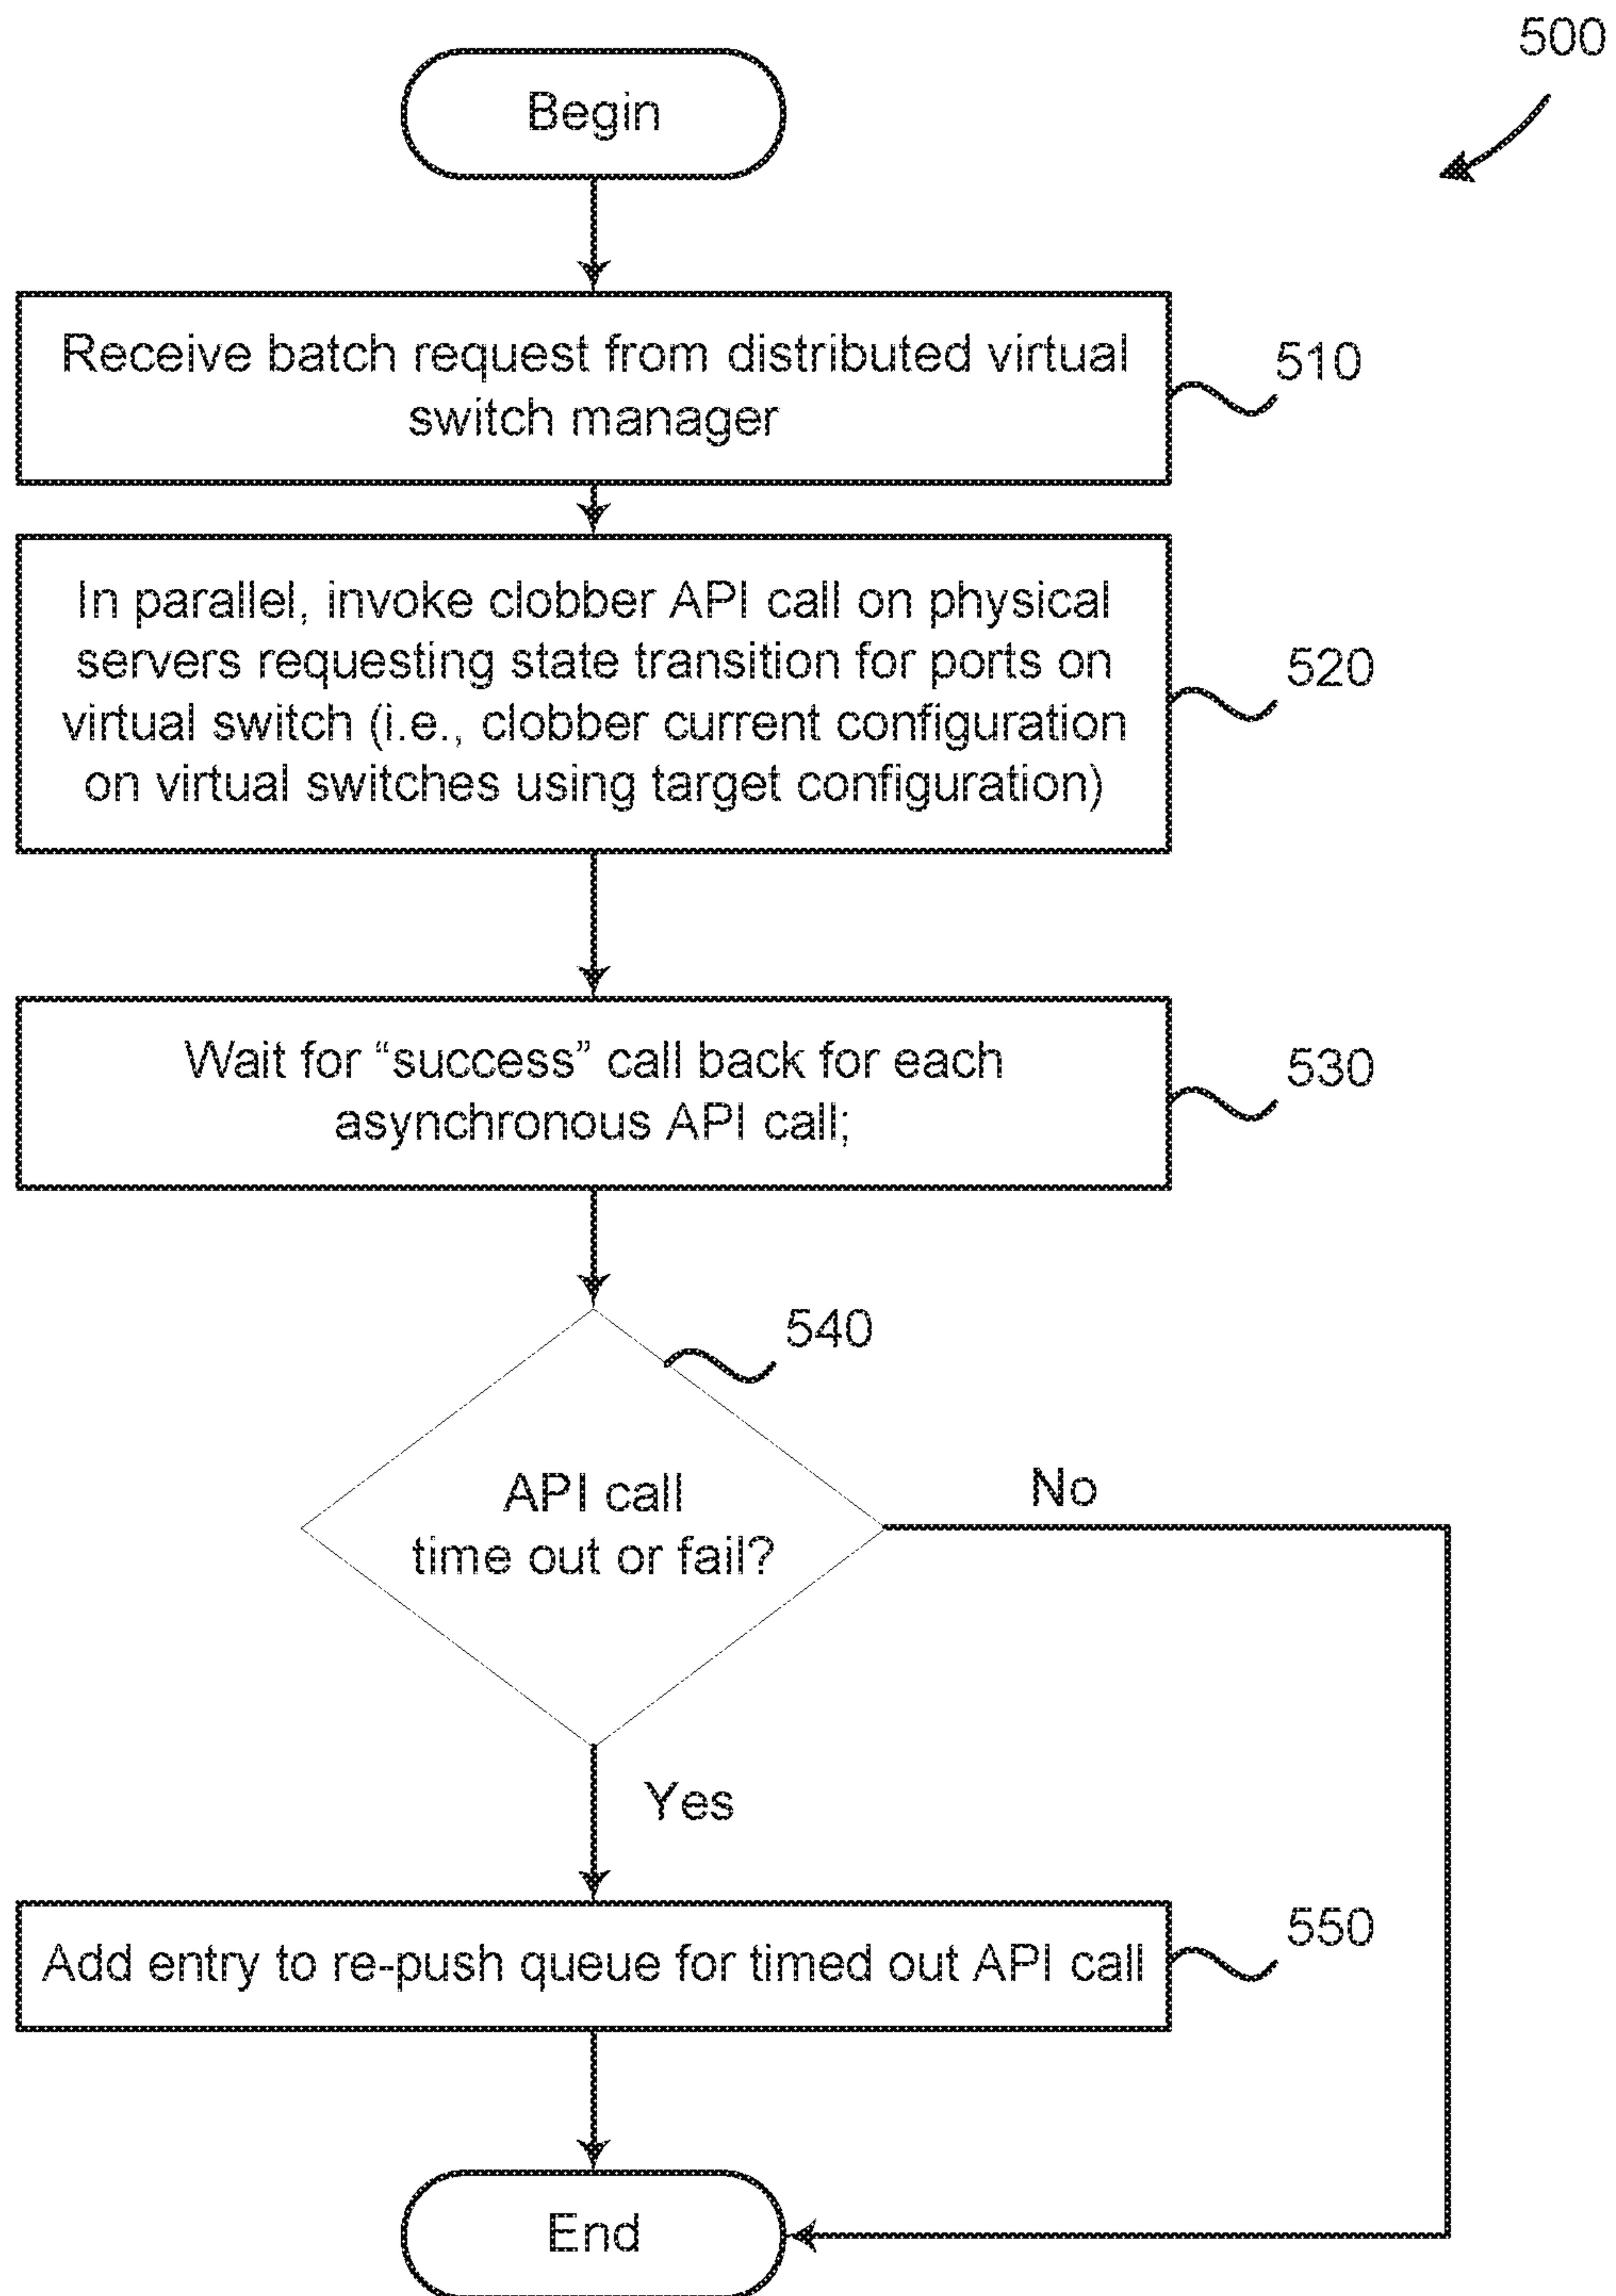 500
Begin
Receive batch request from distributed virtual
switch manager
510
In parallel, invoke clobber API call on physical
servers requesting state transition for ports on
virtual switch (i.e., clobber current configuration
on virtual switches using target configuration)
520
Wait for “success” call back for each
asynchronous API call;
530
540
API call
time out or fail?
No
Yes
Add entry to re-push queue for timed out API call
550
End